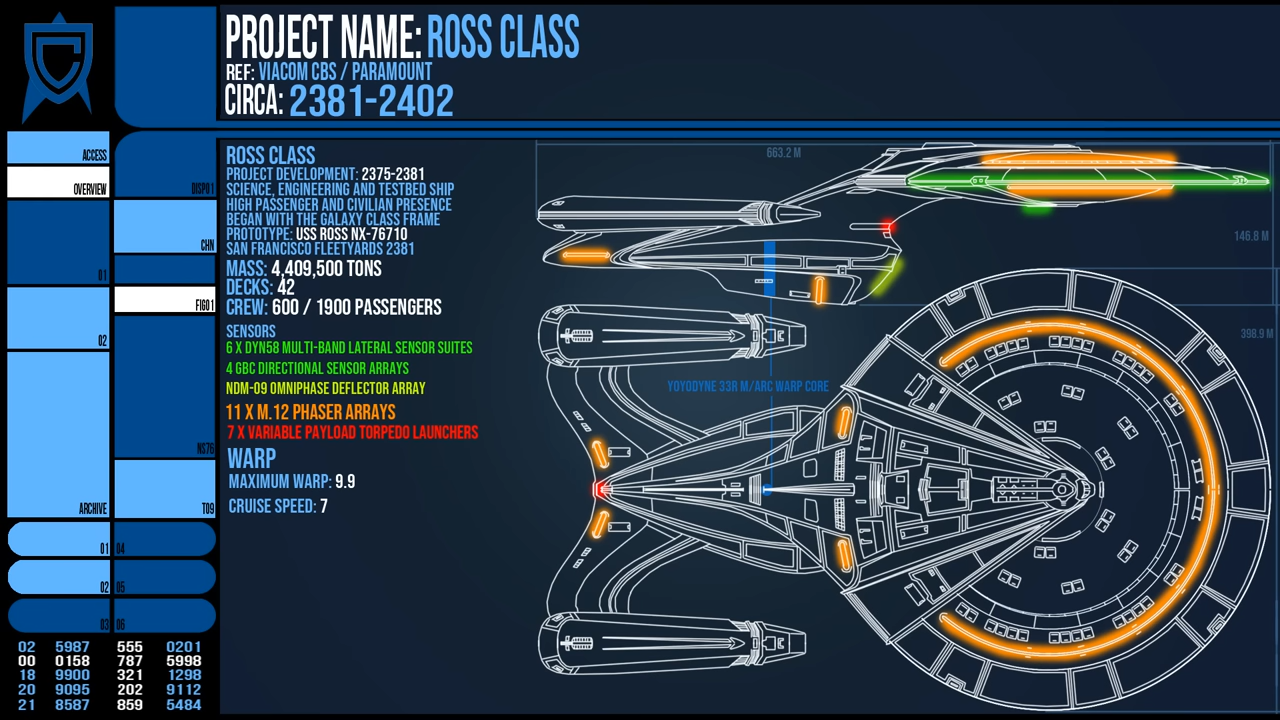 PROJECT NAME: ROSS CLASS
REF: VIACOM CBS / PARAMOUNT
CIRCA: 2381-2402
ACCESS
OVERVIEW
01
02
ARCHIVE
01
02
03
DISPO1
CHN
FIG01
NS76
T09
04
05
06
02 5987 555 0201
00 0158 787 5998
18 9900 321 1298
20 9095 202 9112
21 8587 859 5484
ROSS CLASS
PROJECT DEVELOPMENT: 2375-2381
SCIENCE, ENGINEERING AND TESTBED SHIP
HIGH PASSENGER AND CIVILIAN PRESENCE
BEGAN WITH THE GALAXY CLASS FRAME
PROTOTYPE: USS ROSS NX-76710
SAN FRANCISCO FLEETYARDS 2381
MASS: 4,409,500 TONS
DECKS: 42
CREW: 600 / 1900 PASSENGERS
SENSORS
6 X DYN58 MULTI-BAND LATERAL SENSOR SUITES
4 GBC DIRECTIONAL SENSOR ARRAYS
NDM-09 OMNIPHASE DEFLECTOR ARRAY
11 X M.12 PHASER ARRAYS
7 X VARIABLE PAYLOAD TORPEDO LAUNCHERS
WARP
MAXIMUM WARP: 9.9
CRUISE SPEED: 7
663.2 M
146.8 M
398.9 M
YOYODYNE 33R M/ARC WARP CORE